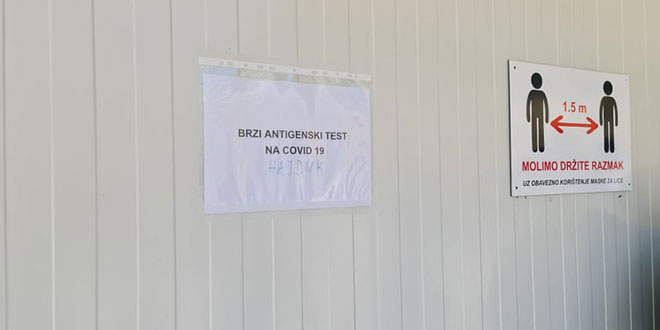 BRZI ANTIGENSKI TEST
NA COVID 19
HAJDUK
1.5 m
MOLIMO DRŽITE RAZMAK
UZ OBAVEZNO KORIŠTENJE MASKE ZA LICE